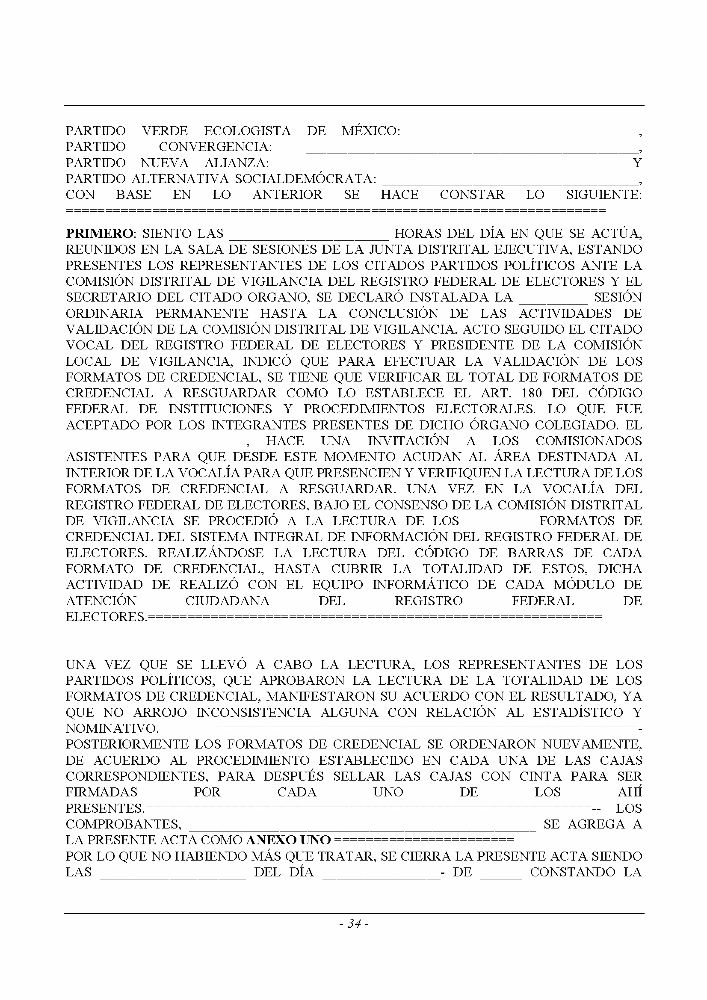 PARTIDO VERDE ECOLOGISTA DE MÉXICO: ________________________________,
PARTIDO CONVERGENCIA: ________________________________________________,
PARTIDO NUEVA ALIANZA: ________________________________________________ Y
PARTIDO ALTERNATIVA SOCIALDEMÓCRATA: _____________________________________,
CON BASE EN LO ANTERIOR SE HACE CONSTAR LO SIGUIENTE:
=====================================================================
PRIMERO: SIENTO LAS _______________________ HORAS DEL DÍA EN QUE SE ACTÚA,
REUNIDOS EN LA SALA DE SESIONES DE LA JUNTA DISTRITAL EJECUTIVA, ESTANDO
PRESENTES LOS REPRESENTANTES DE LOS CITADOS PARTIDOS POLÍTICOS ANTE LA
COMISIÓN DISTRITAL DE VIGILANCIA DEL REGISTRO FEDERAL DE ELECTORES Y EL
SECRETARIO DEL CITADO ORGANO, SE DECLARÓ INSTALADA LA __________ SESIÓN
ORDINARIA PERMANENTE HASTA LA CONCLUSIÓN DE LAS ACTIVIDADES DE
VALIDACIÓN DE LA COMISIÓN DISTRITAL DE VIGILANCIA. ACTO SEGUIDO EL CITADO
VOCAL DEL REGISTRO FEDERAL DE ELECTORES Y PRESIDENTE DE LA COMISIÓN
LOCAL DE VIGILANCIA, INDICÓ QUE PARA EFECTUAR LA VALIDACIÓN DE LOS
FORMATOS DE CREDENCIAL, SE TIENE QUE VERIFICAR EL TOTAL DE FORMATOS DE
CREDENCIAL A RESGUARDAR COMO LO ESTABLECE EL ART. 180 DEL CÓDIGO
FEDERAL DE INSTITUCIONES Y PROCEDIMIENTOS ELECTORALES. LO QUE FUE
ACEPTADO POR LOS INTEGRANTES PRESENTES DE DICHO ÓRGANO COLEGIADO. EL
__________________________, HACE UNA INVITACIÓN A LOS COMISIONADOS
ASISTENTES PARA QUE DESDE ESTE MOMENTO ACUDAN AL ÁREA DESTINADA AL
INTERIOR DE LA VOCALÍA PARA QUE PRESENCIEN Y VERIFIQUEN LA LECTURA DE LOS
FORMATOS DE CREDENCIAL A RESGUARDAR. UNA VEZ EN LA VOCALÍA DEL
REGISTRO FEDERAL DE ELECTORES, BAJO EL CONSENSO DE LA COMISIÓN DISTRITAL
DE VIGILANCIA SE PROCEDIÓ A LA LECTURA DE LOS _________ FORMATOS DE
CREDENCIAL DEL SISTEMA INTEGRAL DE INFORMACIÓN DEL REGISTRO FEDERAL DE
ELECTORES. REALIZÁNDOSE LA LECTURA DEL CÓDIGO DE BARRAS DE CADA
FORMATO DE CREDENCIAL, HASTA CUBRIR LA TOTALIDAD DE ESTOS, DICHA
ACTIVIDAD DE REALIZÓ CON EL EQUIPO INFORMÁTICO DE CADA MÓDULO DE
ATENCIÓN CIUDADANA DEL REGISTRO FEDERAL DE
ELECTORES.==========================================================
UNA VEZ QUE SE LLEVÓ A CABO LA LECTURA, LOS REPRESENTANTES DE LOS
PARTIDOS POLÍTICOS, QUE APROBARON LA LECTURA DE LA TOTALIDAD DE LOS
FORMATOS DE CREDENCIAL, MANIFESTARON SU ACUERDO CON EL RESULTADO, YA
QUE NO ARROJO INCONSISTENCIA ALGUNA CON RELACIÓN AL ESTADÍSTICO Y
NOMINATIVO. ======================================================-
POSTERIORMENTE LOS FORMATOS DE CREDENCIAL SE ORDENARON NUEVAMENTE,
DE ACUERDO AL PROCEDIMIENTO ESTABLECIDO EN CADA UNA DE LAS CAJAS
CORRESPONDIENTES, PARA DESPUÉS SELLAR LAS CAJAS CON CINTA PARA SER
FIRMADAS POR CADA UNO DE LOS AHÍ
PRESENTES.=========================================================-- LOS
COMPROBANTES, __________________________________________________ SE AGREGA A
LA PRESENTE ACTA COMO ANEXO UNO =======================
POR LO QUE NO HABIENDO MÁS QUE TRATAR, SE CIERRA LA PRESENTE ACTA SIENDO
LAS _____________________ DEL DÍA _________________- DE ______ CONSTANDO LA
- 34 -